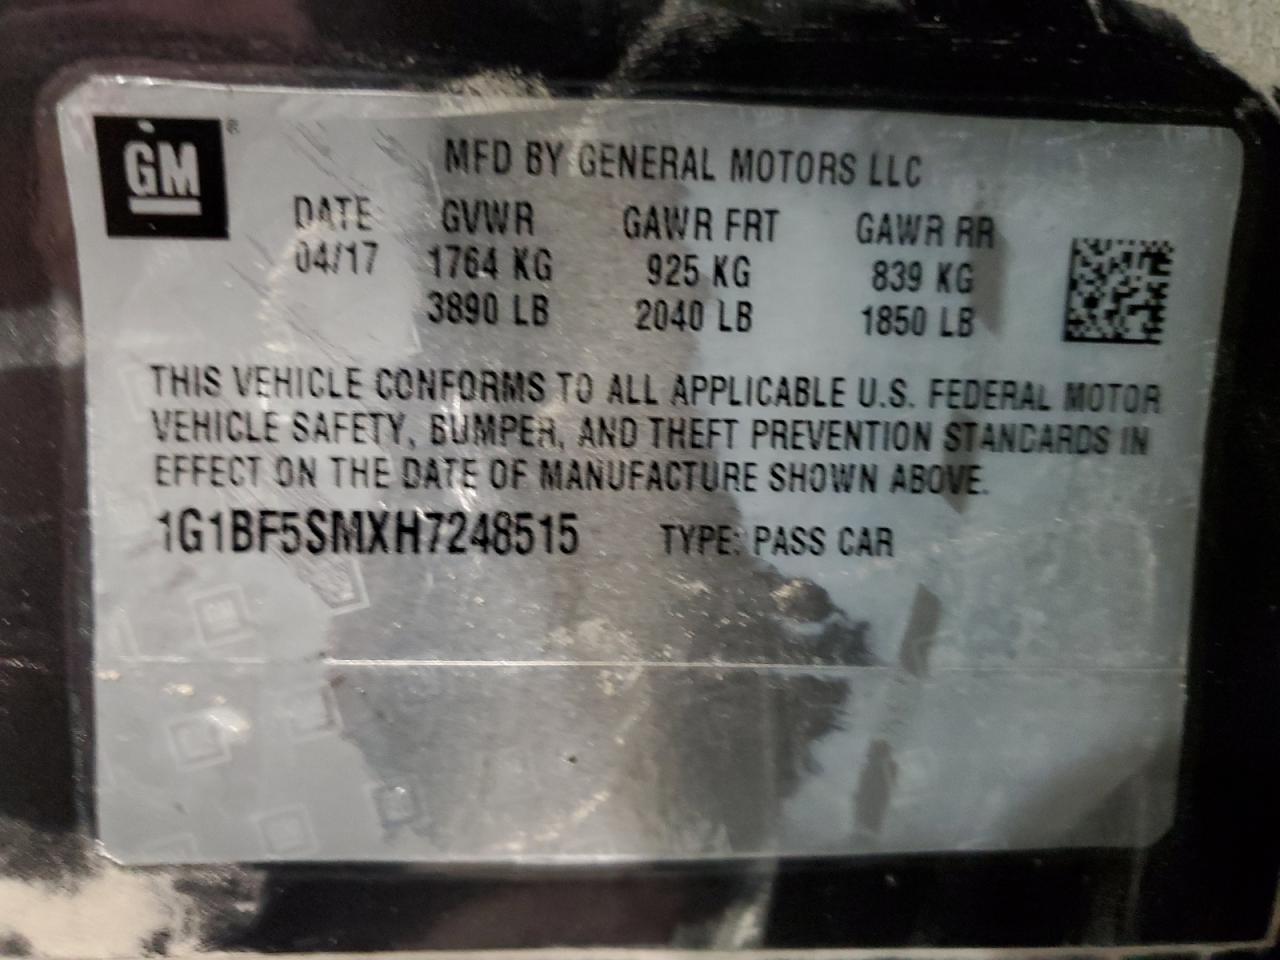 GM ®
MFD BY GENERAL MOTORS LLC
DATE GVWR GAWR FRT GAWR RR
04/17 1764 KG 925 KG 839 KG
3890 LB 2040 LB 1850 LB
THIS VEHICLE CONFORMS TO ALL APPLICABLE U.S. FEDERAL MOTOR
VEHICLE SAFETY, BUMPER, AND THEFT PREVENTION STANDARDS IN
EFFECT ON THE DATE OF MANUFACTURE SHOWN ABOVE.
1G1BF5SMXH7248515 TYPE: PASS CAR